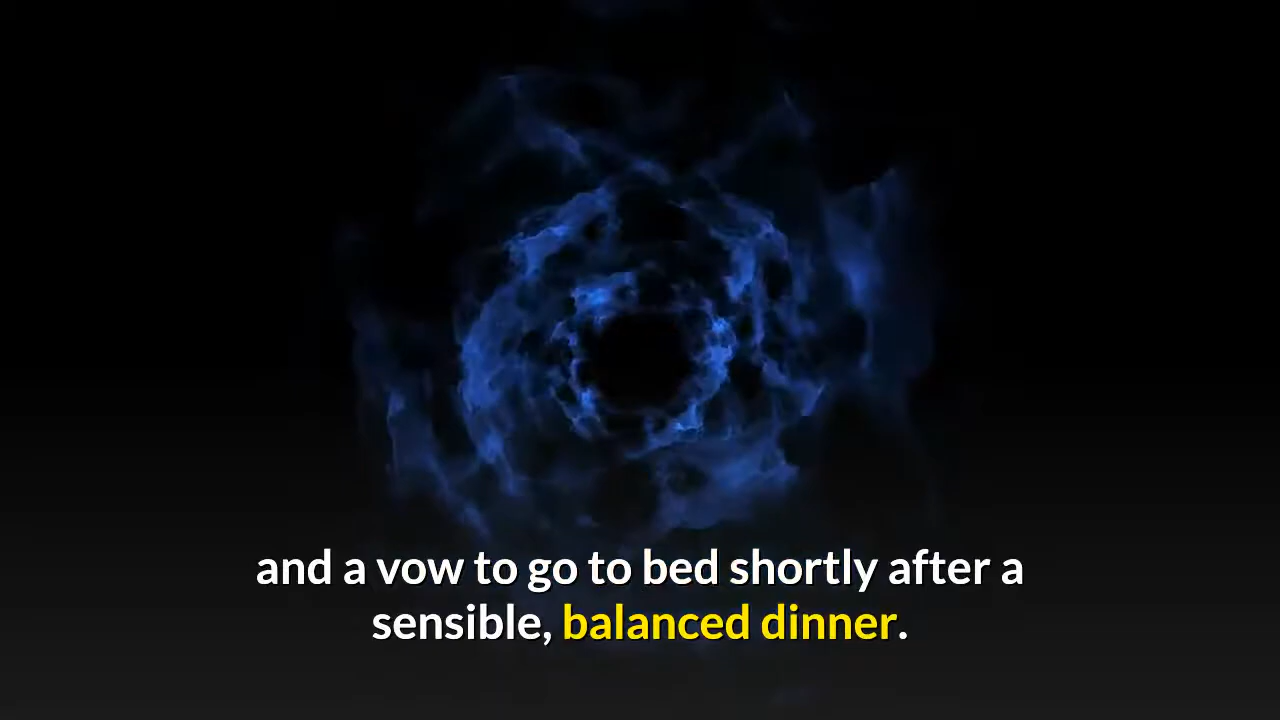 and a vow to go to bed shortly after a
sensible, balanced dinner.